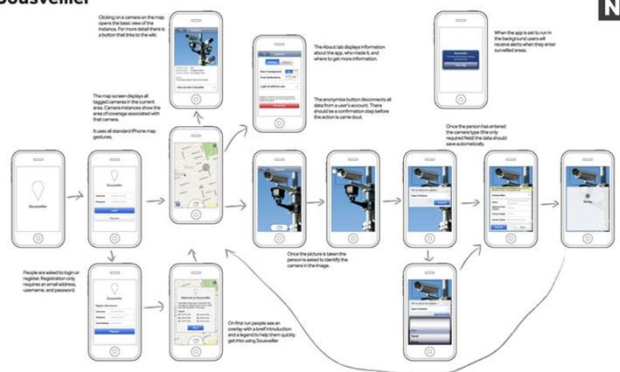 Sousveiller
N
Clicking on a camera on the map
opens the basic view of the
instance. For more detail there is
a button that links to the wiki.
The About tab displays information
about the app, who made it, and
where to get more information.
When the app is set to run in
the background users will
receive alerts when they enter
surveilled areas.
The map screen displays all
tagged cameras in the current
area. Camera instances show the
area of coverage associated with
that camera.
It uses all standard iPhone map
gestures.
The anonymize button disconnects all
data from a user's account. There
should be a confirmation step before
the action is carrie dout.
Once the person has entered
the camera type (the only
required field) the data should
save automatically.
Sousveiller
Sousveiller
Once the picture is taken the
person is asked to identify the
camera in the image.
People are asked to login or
register. Registration only
requires an email address,
username, and password.
Welcome to Sousveiller
On first run people see an
overlay with a brief introduction
and a legend to help them quickly
get into using Sousveiller